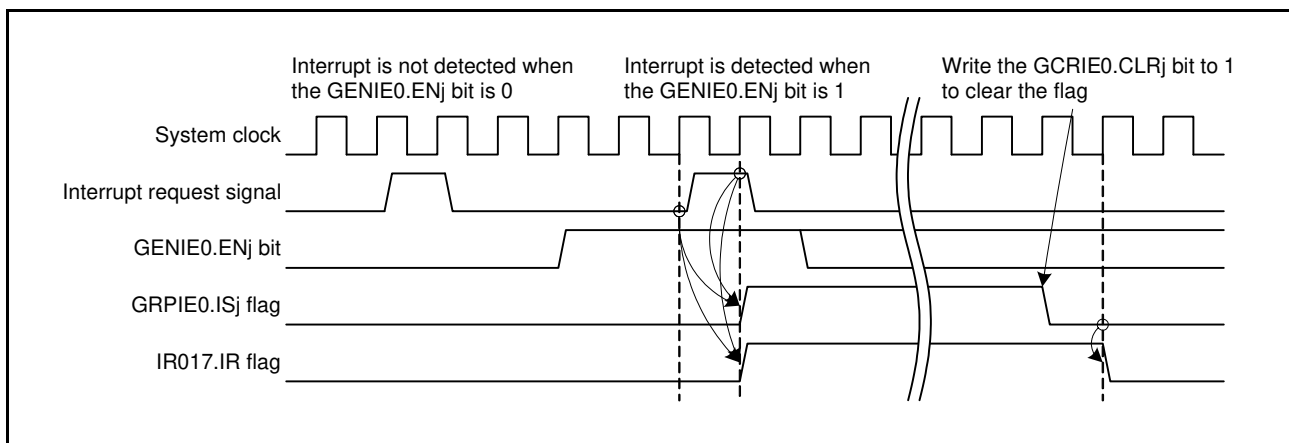 Interrupt is not detected when
the GENIE0.ENj bit is 0
Interrupt is detected when
the GENIE0.ENj bit is 1
Write the GCRIE0.CLRj bit to 1
to clear the flag
System clock
Interrupt request signal
GENIE0.ENj bit
GRPIE0.ISj flag
IR017.IR flag